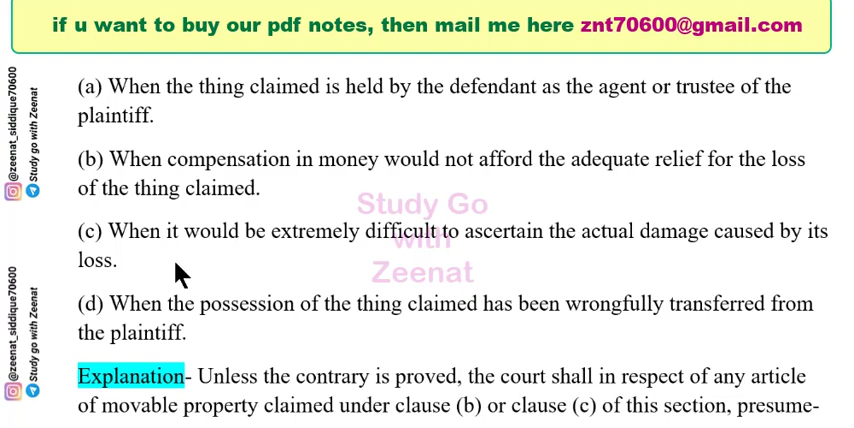 if u want to buy our pdf notes, then mail me here znt70600@gmail.com
(a) When the thing claimed is held by the defendant as the agent or trustee of the
plaintiff.
(b) When compensation in money would not afford the adequate relief for the loss
of the thing claimed.
(c) When it would be extremely difficult to ascertain the actual damage caused by its
loss.
(d) When the possession of the thing claimed has been wrongfully transferred from
the plaintiff.
Explanation- Unless the contrary is proved, the court shall in respect of any article
of movable property claimed under clause (b) or clause (c) of this section, presume-
Study Go
with
Zeenat
@zeenat_siddique70600
Study go with Zeenat
@zeenat_siddique70600
Study go with Zeenat